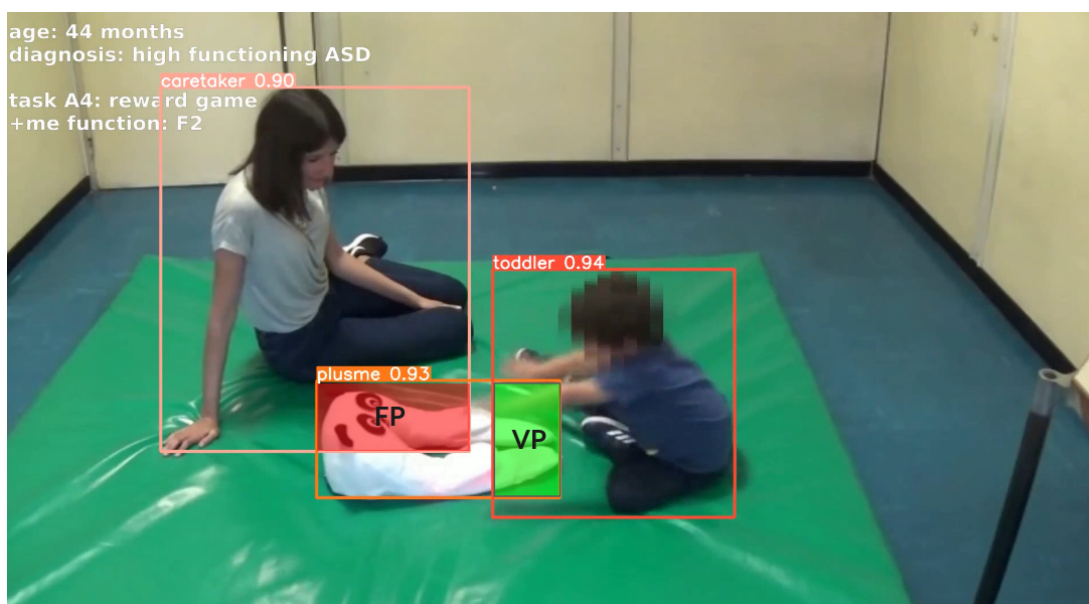 age: 44 months
diagnosis: high functioning ASD
caretaker 0.90
task A4: reward game
+me function: F2
toddler 0.94
plusme 0.93
FP
VP